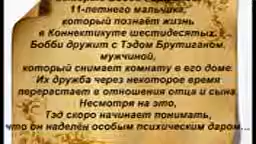 11-летнего мальчика,
который познаёт жизнь
в Коннектикуте шестидесятых.
Бобби дружит с Тэдом Брутиганом,
мужчиной,
который снимает комнату в его доме.
Их дружба через некоторое время
перерастает в отношения отца и сына.
Несмотря на это,
Тэд скоро начинает понимать,
что он наделён особым психическим даром...